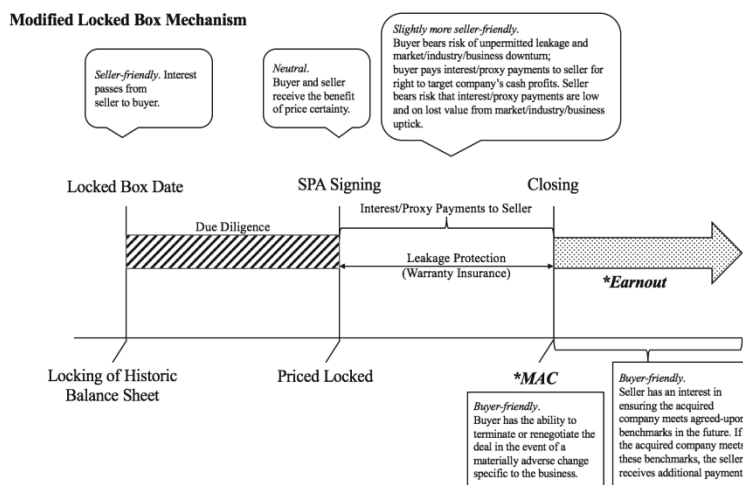 Modified Locked Box Mechanism
Seller-friendly. Interest
passes from
seller to buyer.
Neutral.
Buyer and seller
receive the benefit
of price certainty.
Slightly more seller-friendly.
Buyer bears risk of unpermitted leakage and
market/industry/business downturn;
buyer pays interest/proxy payments to seller for
right to target company's cash profits. Seller
bears risk that interest/proxy payments are low
and on lost value from market/industry/business
uptick.
Locked Box Date
SPA Signing
Closing
Interest/Proxy Payments to Seller
Due Diligence
Leakage Protection
(Warranty Insurance)
*Earnout
Locking of Historic
Balance Sheet
Priced Locked
*MAC
Buyer-friendly.
Buyer has the ability to
terminate or renegotiate the
deal in the event of a
materially adverse change
specific to the business.
Buyer-friendly.
Seller has an interest in
ensuring the acquired
company meets agreed-upon
benchmarks in the future. If
the acquired company meets
these benchmarks, the seller
receives additional payment